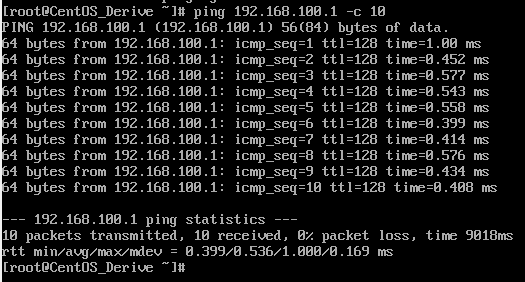 [root@CentOS_Derive ~]# ping 192.168.100.1 -c 10
PING 192.168.100.1 (192.168.100.1) 56(84) bytes of data.
64 bytes from 192.168.100.1: icmp_seq=1 ttl=128 time=1.00 ms
64 bytes from 192.168.100.1: icmp_seq=2 ttl=128 time=0.452 ms
64 bytes from 192.168.100.1: icmp_seq=3 ttl=128 time=0.577 ms
64 bytes from 192.168.100.1: icmp_seq=4 ttl=128 time=0.543 ms
64 bytes from 192.168.100.1: icmp_seq=5 ttl=128 time=0.558 ms
64 bytes from 192.168.100.1: icmp_seq=6 ttl=128 time=0.399 ms
64 bytes from 192.168.100.1: icmp_seq=7 ttl=128 time=0.414 ms
64 bytes from 192.168.100.1: icmp_seq=8 ttl=128 time=0.576 ms
64 bytes from 192.168.100.1: icmp_seq=9 ttl=128 time=0.434 ms
64 bytes from 192.168.100.1: icmp_seq=10 ttl=128 time=0.408 ms
--- 192.168.100.1 ping statistics ---
10 packets transmitted, 10 received, 0% packet loss, time 9018ms
rtt min/avg/max/mdev = 0.399/0.536/1.000/0.169 ms
[root@CentOS_Derive ~]#